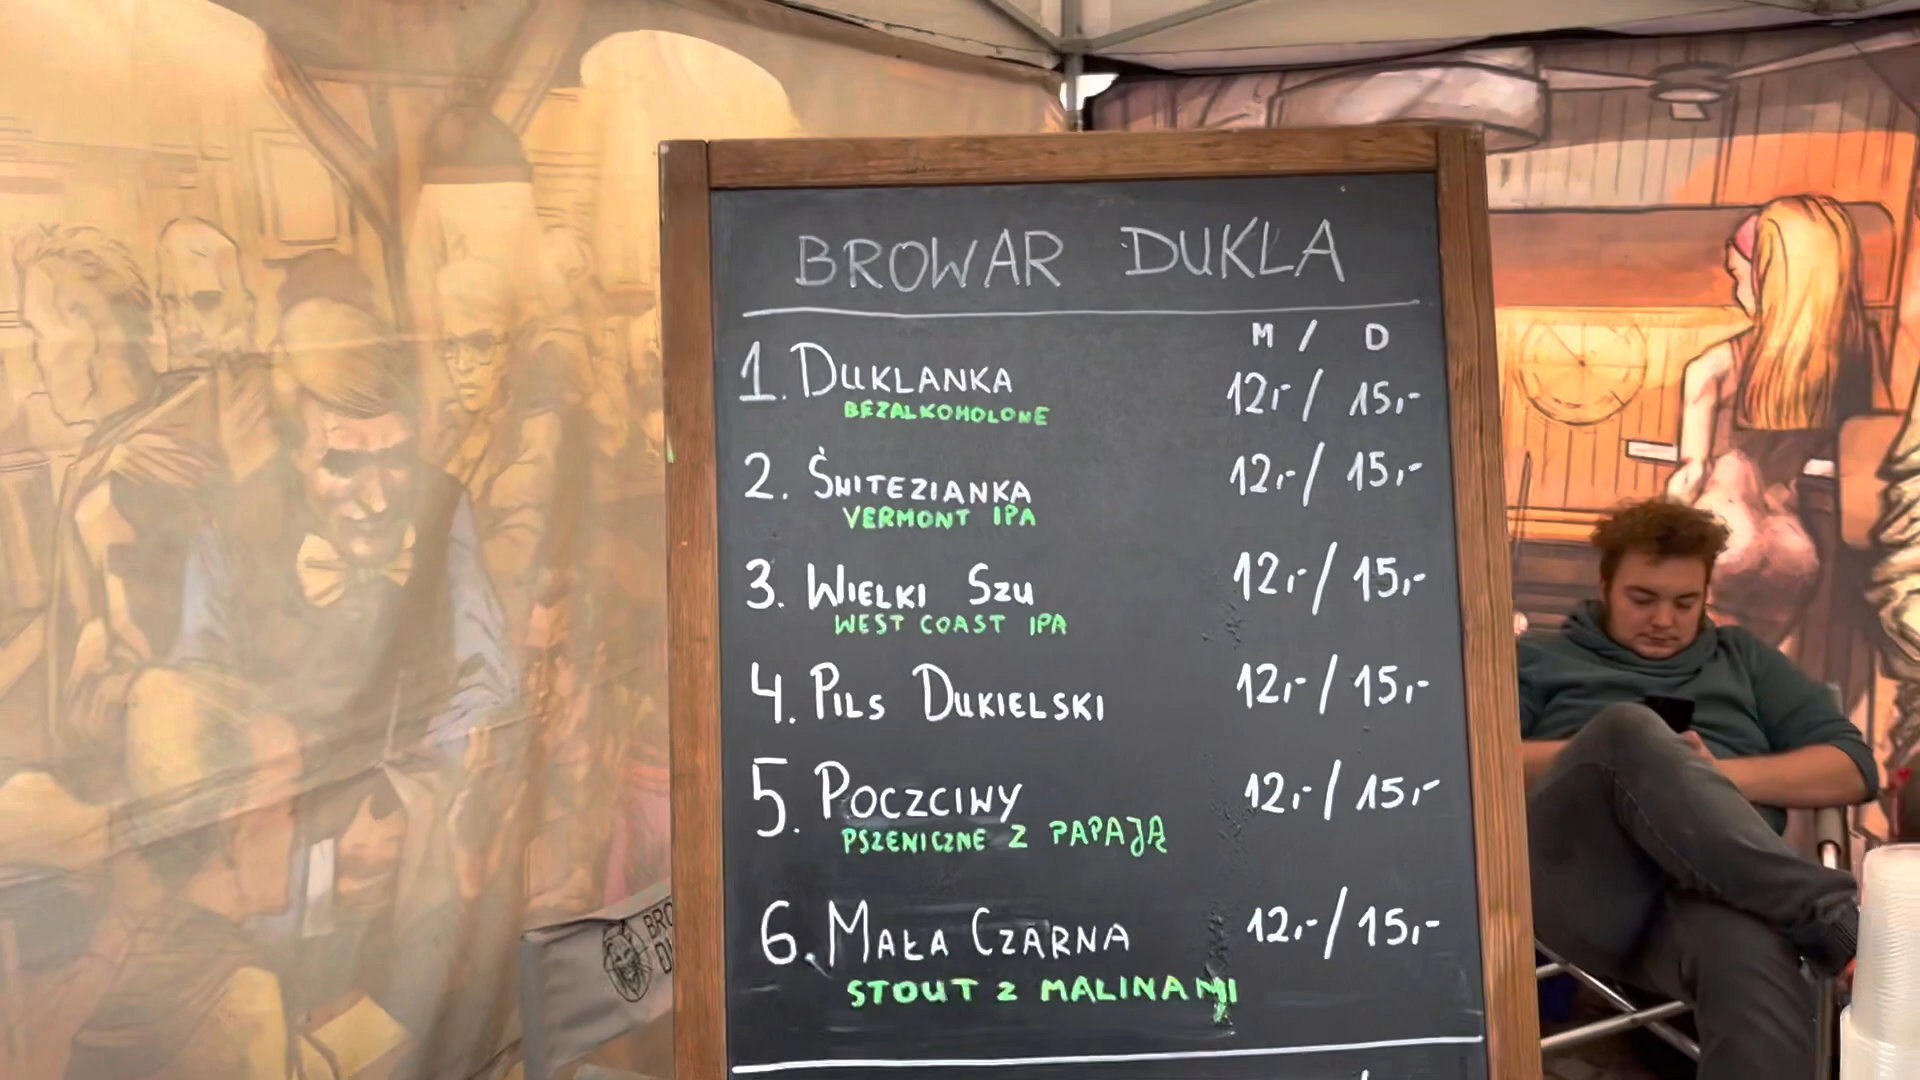 BROWAR DUKLA
M / D
1. DUKLANKA 12,-/ 15,-
BEZALKOHOLONE
2. ŚWITEZIANKA 12,-/ 15,-
VERMONT IPA
3. WIELKI SZU 12,-/ 15,-
WEST COAST IPA
4. PILS DUKIELSKI 12,-/ 15,-
5. POCZCIWY 12,-/ 15,-
PSZENICZNE Z PAPAJĄ
6. MAŁA CZARNA 12,-/ 15,-
STOUT Z MALINAMI